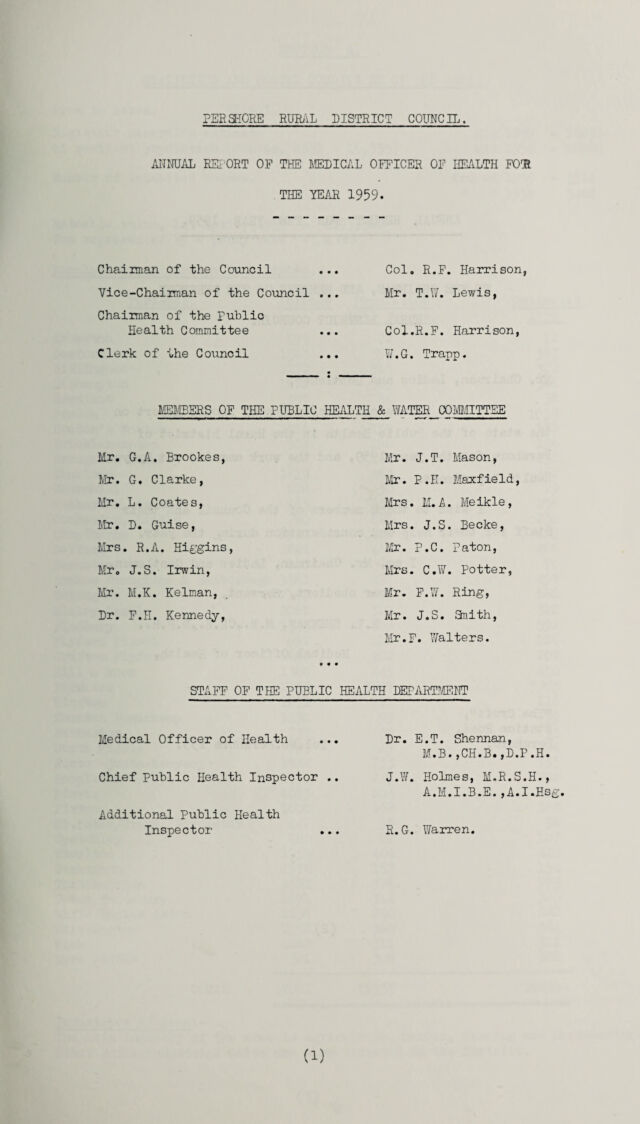 PERSHORE RURAL DISTRICT COUNCIL.
ANNUAL REPORT OF THE MEDICAL OFFICER OF HEALTH FOR
THE YEAR 1959.
Chairman of the Council ... Col. R.F. Harrison,
Vice-Chairman of the Council ... Mr. T.W. Lewis,
Chairman of the Public
Health Committee ... Col.R.F. Harrison,
Clerk of the Council ... W.G. Trapp.
MEMBERS OF THE PUBLIC HEALTH & WATER COMMITTEE
Mr. G.A. Brookes, Mr. J.T. Mason,
Mr. G. Clarke, Mr. P.H. Maxfield,
Mr. L. Coates, Mrs. M.A. Meikle,
Mr. D. Guise, Mrs. J.S. Becke,
Mrs. R.A. Higgins, Mr. P.C. Paton,
Mr. J.S. Irwin, Mrs. C.W. Potter,
Mr. M.K. Kelman, Mr. F.W. Ring,
Dr. F.H. Kennedy, Mr. J.S. Smith,
Mr.F. Walters.
...
STAFF OF THE PUBLIC HEALTH DEPARTMENT
Medical Officer of Health ... Dr. E.T. Shennan,
M.B.,CH.B.,D.P.H.
Chief Public Health Inspector .. J.W. Holmes, M.R.S.H.,
A.M.I.B.E.,A.I.Hsg.
Additional Public Health
Inspector ... R.G. Warren.
(1)